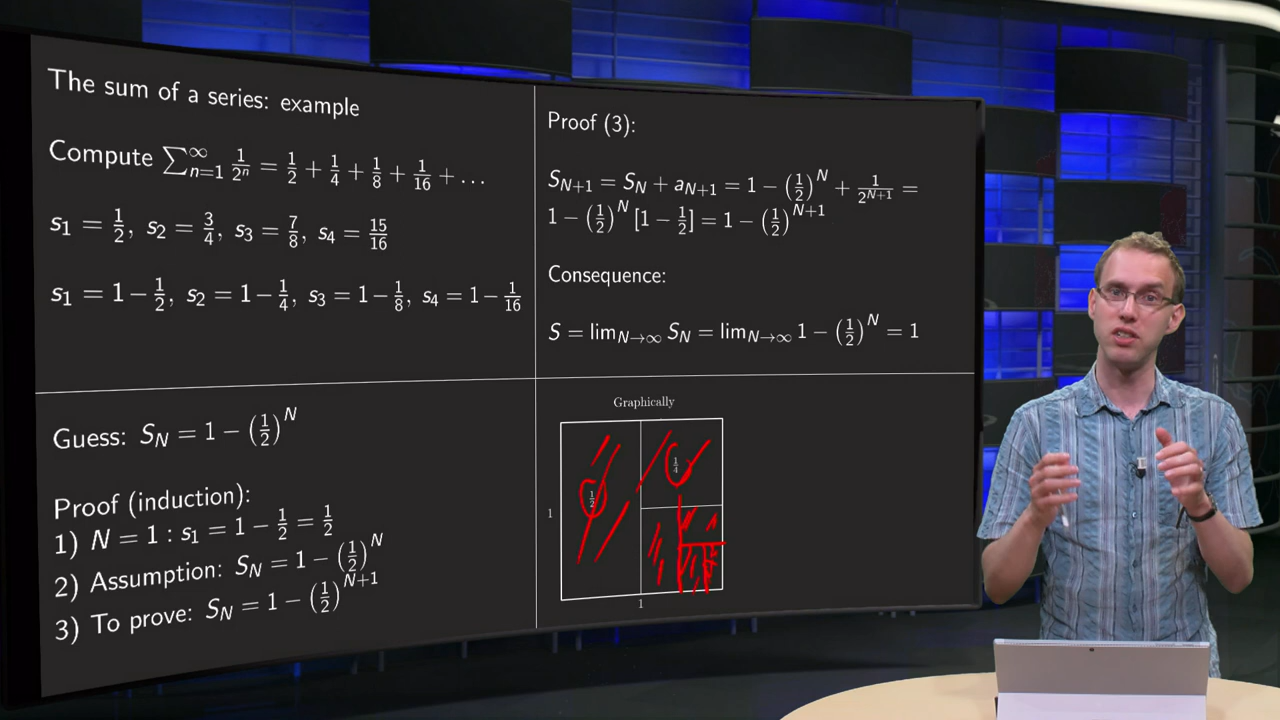 The sum of a series: example
Compute ∑_{n=1}^{∞} 1/2^n = 1/2 + 1/4 + 1/8 + 1/16 + …
s_1 = 1/2, s_2 = 3/4, s_3 = 7/8, s_4 = 15/16
s_1 = 1 − 1/2, s_2 = 1 − 1/4, s_3 = 1 − 1/8, s_4 = 1 − 1/16
Guess: S_N = 1 − (1/2)^N
Proof (induction):
1) N = 1 : s_1 = 1 − 1/2 = 1/2
2) Assumption: S_N = 1 − (1/2)^N
3) To prove: S_N = 1 − (1/2)^{N+1}
Proof (3):
S_{N+1} = S_N + a_{N+1} = 1 − (1/2)^N + 1/2^{N+1} =
1 − (1/2)^N [1 − 1/2] = 1 − (1/2)^{N+1}
Consequence:
S = lim_{N→∞} S_N = lim_{N→∞} 1 − (1/2)^N = 1
Graphically
1/4
1/2
1
1